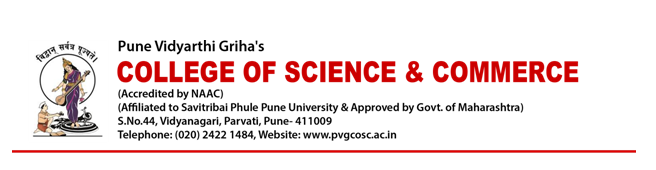 विद्वान् सर्वत्र पूज्यते।
Pune Vidyarthi Griha's
COLLEGE OF SCIENCE & COMMERCE
(Accredited by NAAC)
(Affiliated to Savitribai Phule Pune University & Approved by Govt. of Maharashtra)
S.No.44, Vidyanagari, Parvati, Pune- 411009
Telephone: (020) 2422 1484, Website: www.pvgcosc.ac.in